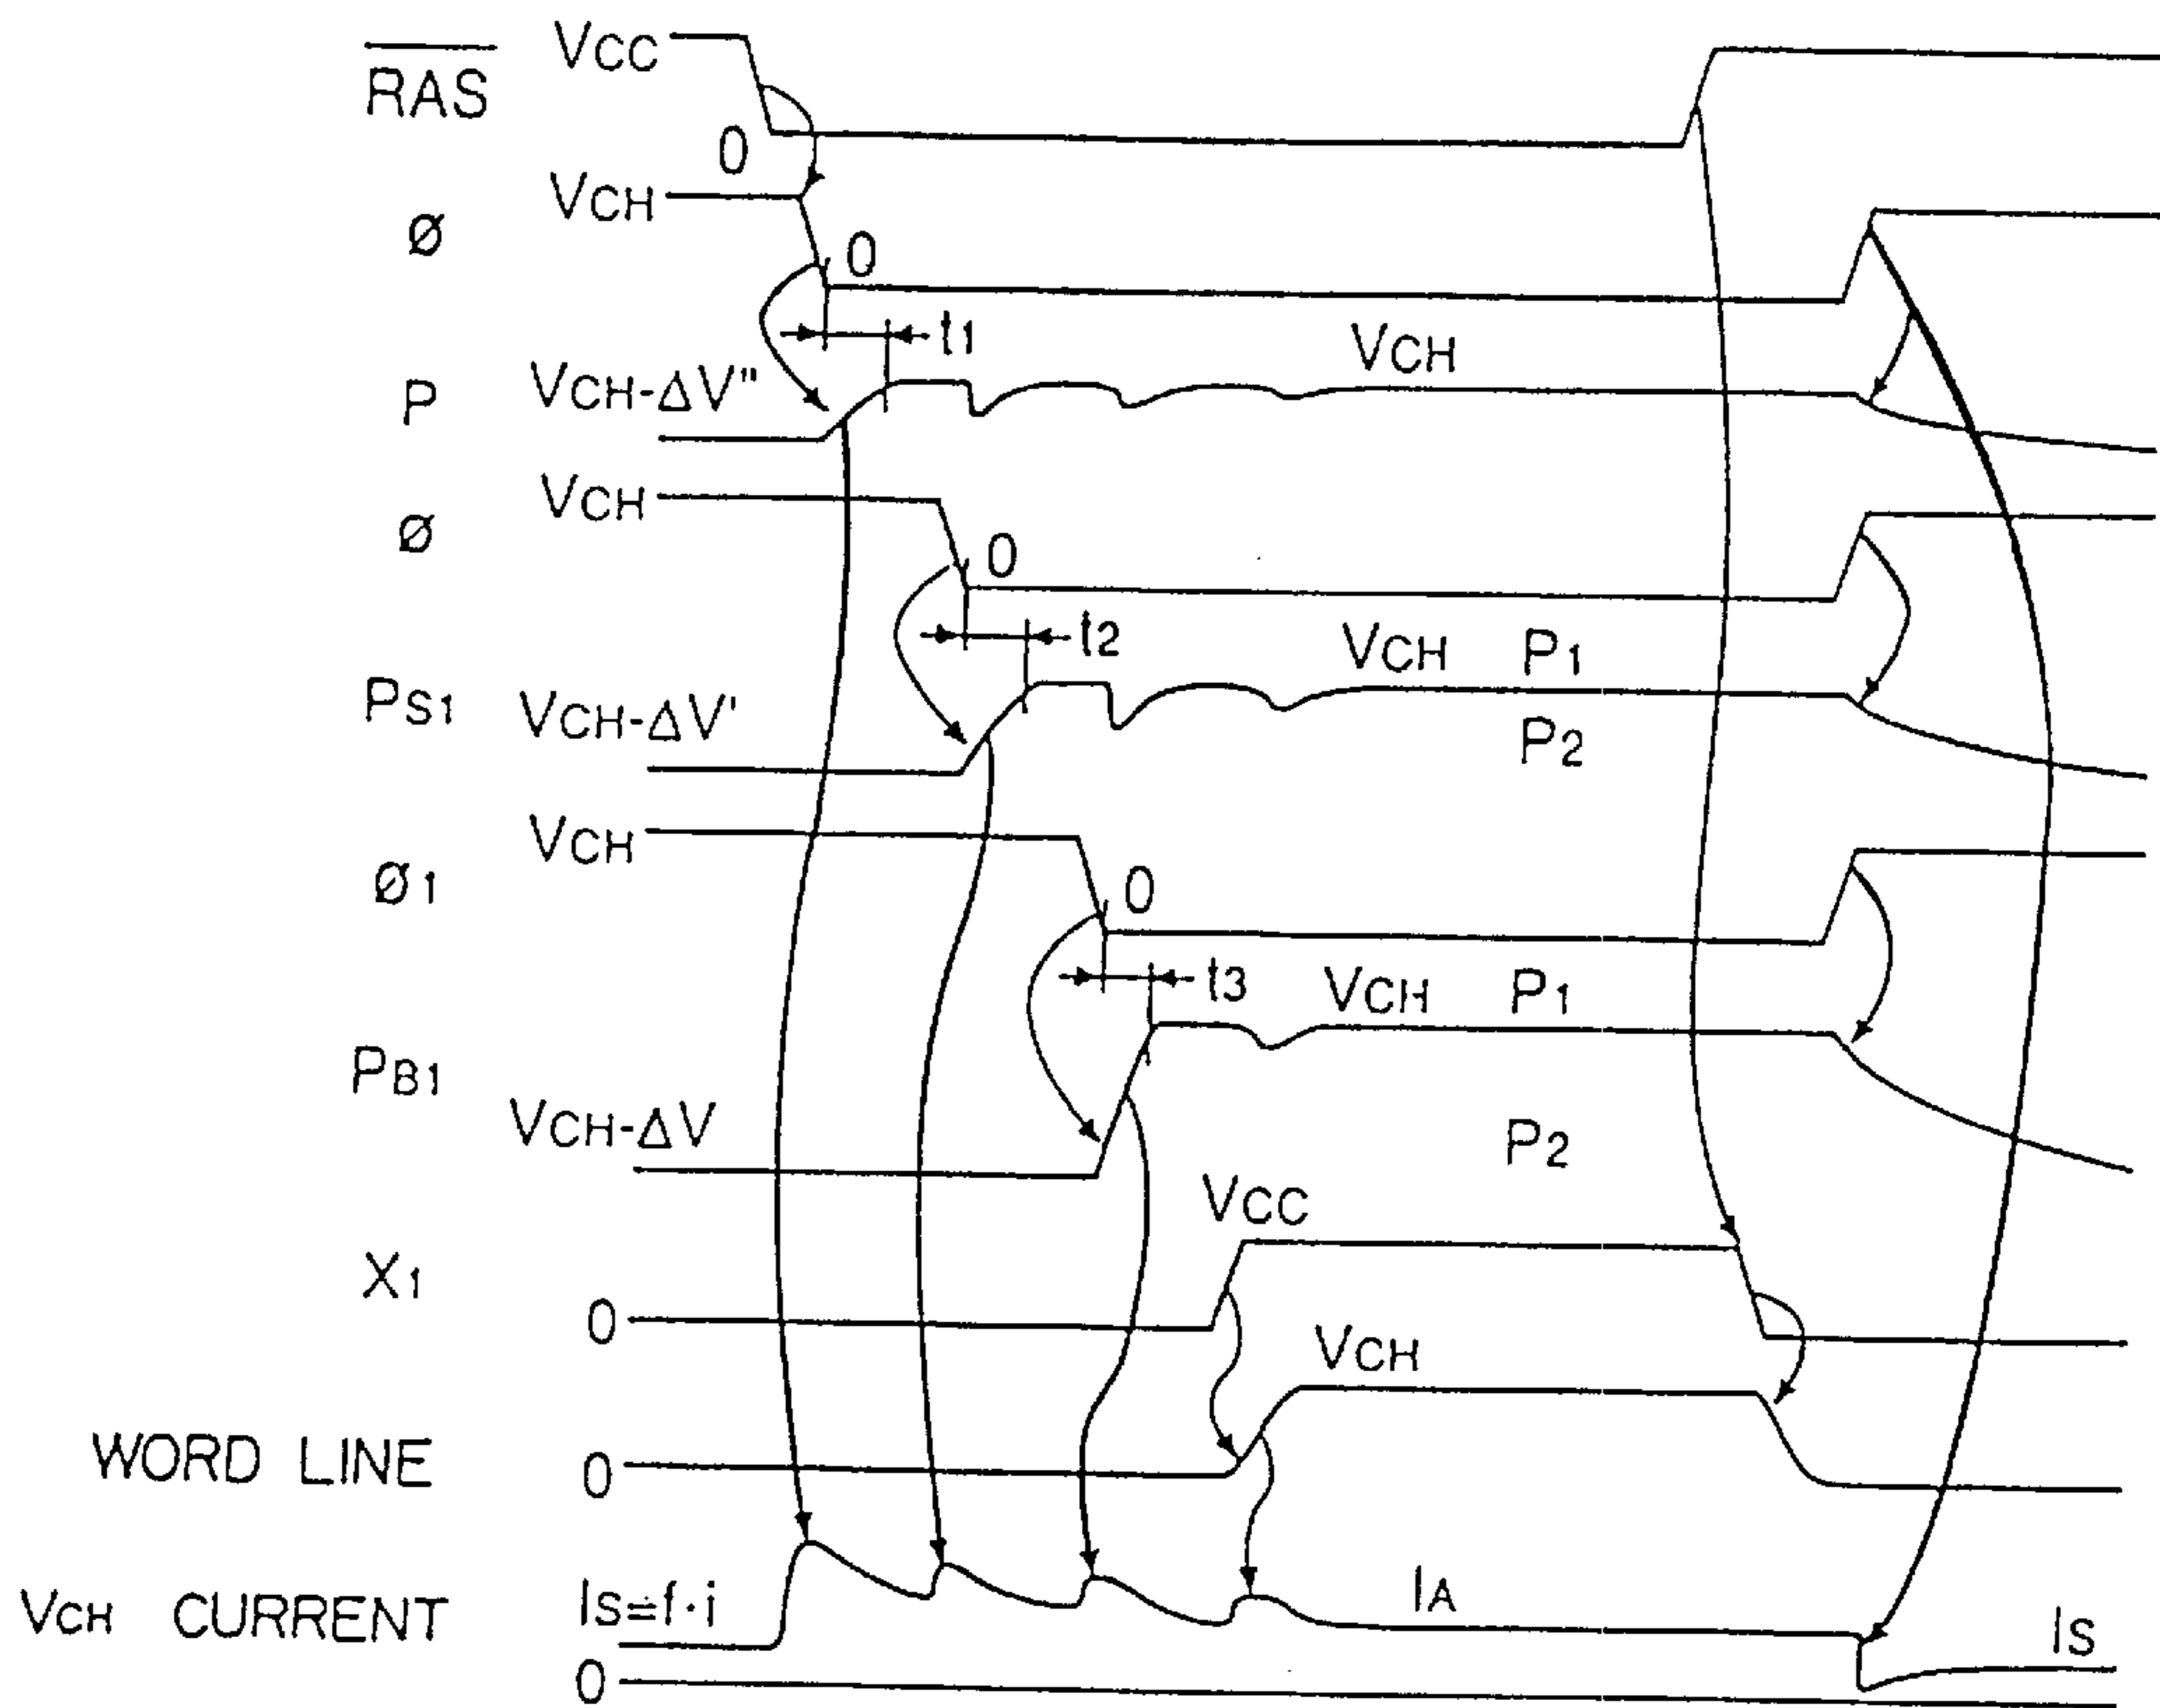 RAS VCC
0
VCH
Ø 0
t1
VCH
P VCH-ΔV"
VCH
Ø 0
t2
VCH P1
PS1 VCH-ΔV'
P2
VCH
Ø1 0
t3
VCH P1
PB1
VCH-ΔV P2
VCC
X1
0
VCH
WORD LINE 0
VCH CURRENT IS≒f·i IA
IS
0